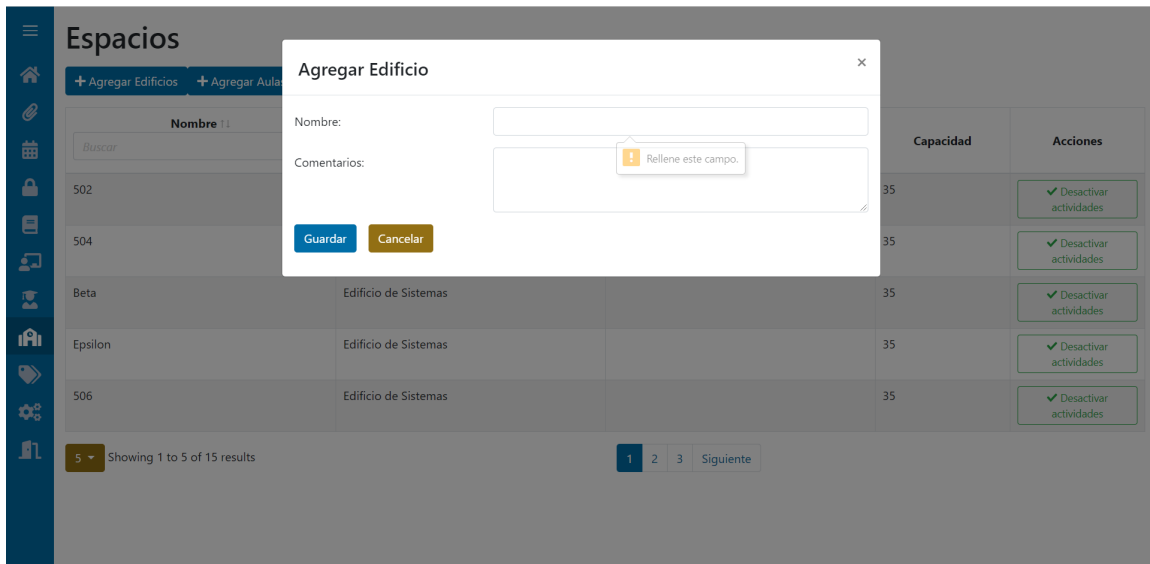 Espacios
+ Agregar Edificios
+ Agregar Aulas
Agregar Edificio
×
Nombre:
Rellene este campo.
Comentarios:
Guardar
Cancelar
Nombre
Capacidad
Acciones
Buscar
502
35
Desactivar
actividades
504
35
Desactivar
actividades
Beta
Edificio de Sistemas
35
Desactivar
actividades
Epsilon
Edificio de Sistemas
35
Desactivar
actividades
506
Edificio de Sistemas
35
Desactivar
actividades
5
Showing 1 to 5 of 15 results
1 2 3 Siguiente